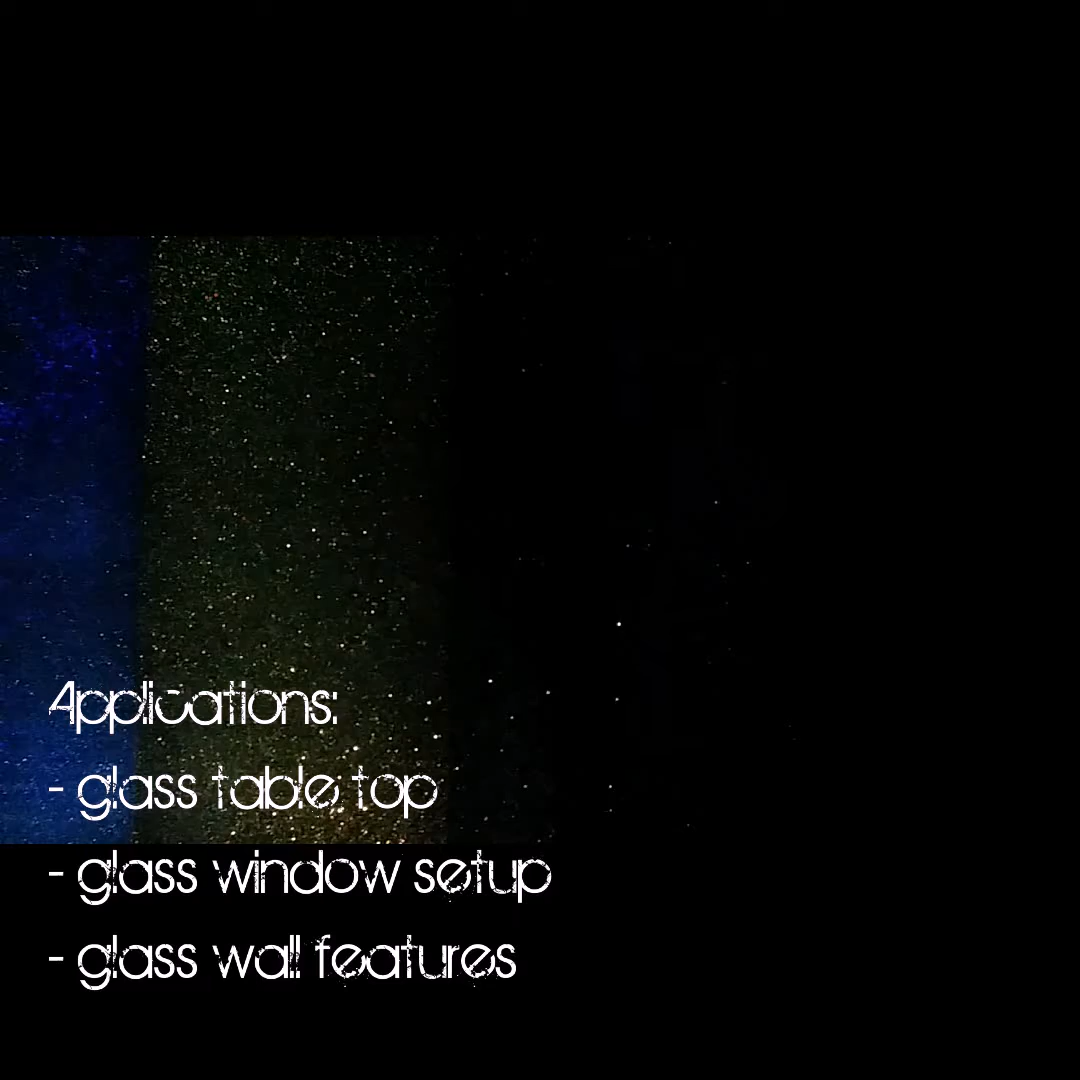 Applications:
- glass table top
- glass window setup
- glass wall features